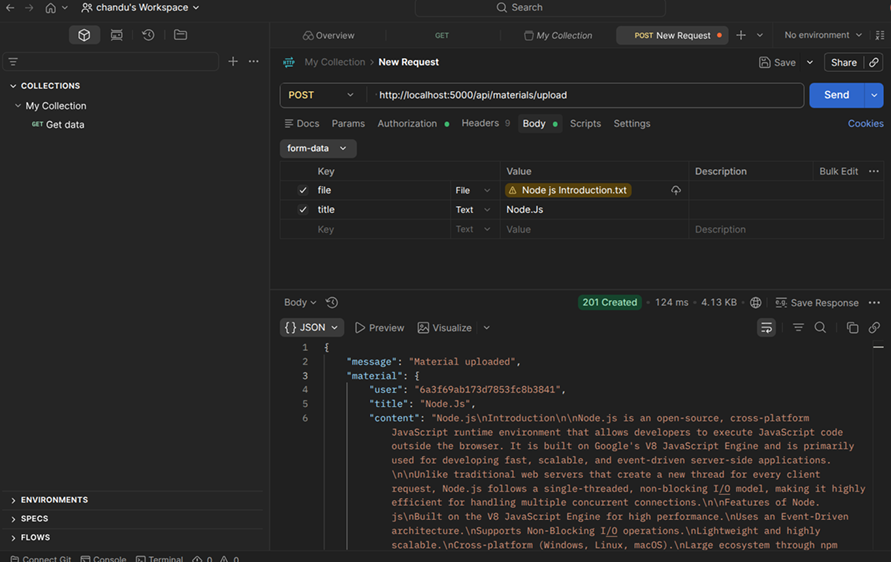 chandu's Workspace
Search
Overview
GET
My Collection
POST New Request
No environment
COLLECTIONS
My Collection
GET Get data
My Collection > New Request
Save
Share
POST
http://localhost:5000/api/materials/upload
Send
Docs
Params
Authorization
Headers 9
Body
Scripts
Settings
Cookies
form-data
Key
Value
Description
Bulk Edit
file
File
Node js Introduction.txt
title
Text
Node.Js
Key
Text
Value
Description
Body
201 Created
124 ms
4.13 KB
e.g.
Save Response
{} JSON
Preview
Visualize
1 {
2 "message": "Material uploaded",
3 "material": {
4 "user": "6a3f69ab173d7853fc8b3841",
5 "title": "Node.Js",
6 "content": "Node.js\nIntroduction\n\nNode.js is an open-source, cross-platform
JavaScript runtime environment that allows developers to execute JavaScript code
outside the browser. It is built on Google's V8 JavaScript Engine and is primarily
used for developing fast, scalable, and event-driven server-side applications.
\n\nUnlike traditional web servers that create a new thread for every client
request, Node.js follows a single-threaded, non-blocking I/O model, making it highly
efficient for handling multiple concurrent connections.\n\nFeatures of Node.
js\nBuilt on the V8 JavaScript Engine for high performance.\nUses an Event-Driven
architecture.\nSupports Non-Blocking I/O operations.\nLightweight and highly
scalable.\nCross-platform (Windows, Linux, macOS).\nLarge ecosystem through npm
ENVIRONMENTS
SPECS
FLOWS
Connect Git
Console
Terminal
0
0